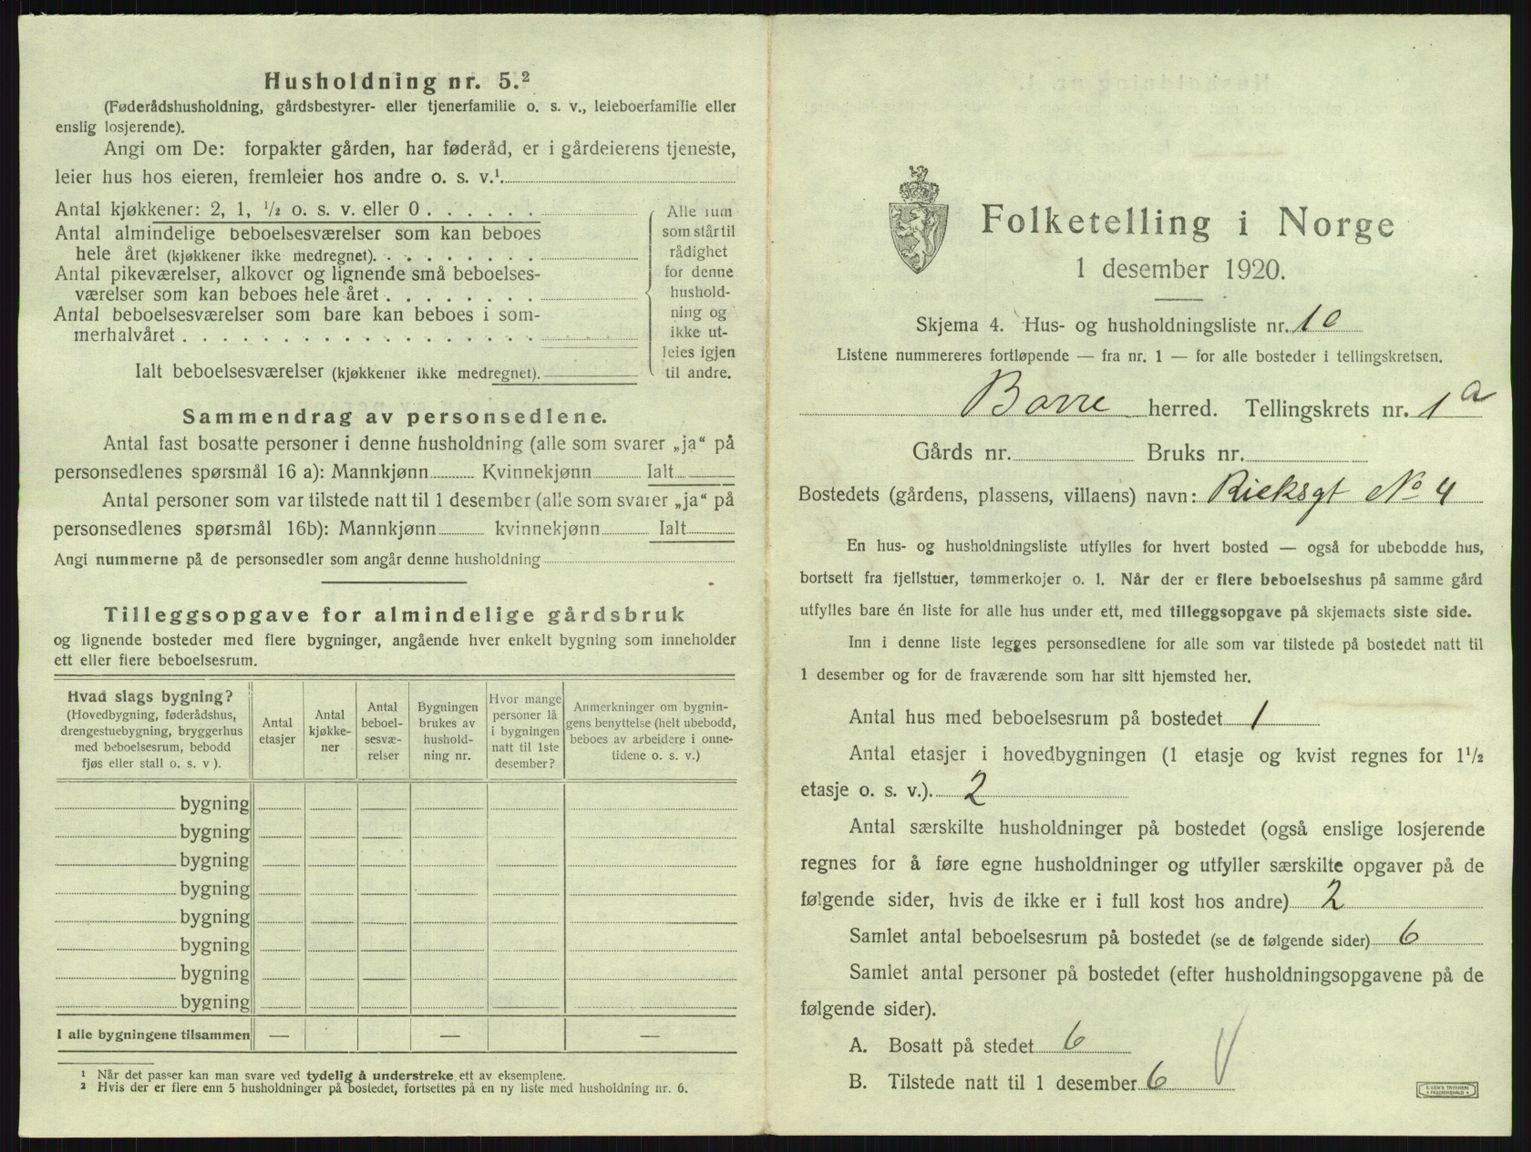 Husholdning nr. 5.²
(Føderådshusholdning, gårdsbestyrer- eller tjenerfamilie o. s. v., leieboerfamilie eller
enslig losjerende).
Angi om De: forpakter gården, har føderåd, er i gårdeierens tjeneste,
leier hus hos eieren, fremleier hos andre o. s. v.¹
Antal kjøkkener: 2, 1, ½ o. s. v. eller 0 . . . . . .
Antal almindelige beboelsesværelser som kan beboes
hele året (kjøkkener ikke medregnet). . . . . . . . .
Antal pikeværelser, alkover og lignende små beboelses-
værelser som kan beboes hele året . . . . . . . .
Antal beboelsesværelser som bare kan beboes i som-
merhalvåret . . . . . . . . . . . . . . . . .
Ialt beboelsesværelser (kjøkkener ikke medregnet).
Alle rum
som står til
rådighet
for denne
hushold-
ning og
ikke ut-
leies igjen
til andre.
Sammendrag av personsedlene.
Antal fast bosatte personer i denne husholdning (alle som svarer „ja“ på
personsedlenes spørsmål 16 a): Mannkjønn Kvinnekjønn Ialt
Antal personer som var tilstede natt til 1 desember (alle som svarer „ja“ på
personsedlenes spørsmål 16b): Mannkjønn kvinnekjønn Ialt
Angi nummerne på de personsedler som angår denne husholdning
Tilleggsopgave for almindelige gårdsbruk
og lignende bosteder med flere bygninger, angående hver enkelt bygning som inneholder
ett eller flere beboelsesrum.
Hvad slags bygning?
(Hovedbygning, føderådshus,
drengestuebygning, bryggerhus
med beboelsesrum, bebodd
fjøs eller stall o. s. v ).
Antal
etasjer
Antal
kjøkke-
ner
Antal
beboel-
sesvæ-
relser
Bygningen
brukes av
hushold-
ning nr.
Hvor mange
personer lå
i bygningen
natt til 1ste
desember?
Anmerkninger om bygnin-
gens benyttelse (helt ubebodd,
beboes av arbeidere i onne-
tidene o. s. v.)
bygning
bygning
bygning
bygning
bygning
bygning
bygning
bygning
I alle bygningene tilsammen — — —
¹ Når det passer kan man svare ved tydelig å understreke ett av eksemplene.
² Hvis der er flere enn 5 husholdninger på bostedet, fortsettes på en ny liste med husholdning nr. 6.
Folketelling i Norge
1 desember 1920.
Skjema 4. Hus- og husholdningsliste nr. 10
Listene nummereres fortløpende — fra nr. 1 — for alle bosteder i tellingskretsen.
Borre herred. Tellingskrets nr. 1a
Gårds nr. Bruks nr.
Bostedets (gårdens, plassens, villaens) navn: Rieksgt No 4
En hus- og husholdningsliste utfylles for hvert bosted — også for ubebodde hus,
bortsett fra fjellstuer, tømmerkojer o. l. Når der er flere beboelseshus på samme gård
utfylles bare én liste for alle hus under ett, med tilleggsopgave på skjemaets siste side.
Inn i denne liste legges personsedlene for alle som var tilstede på bostedet natt til
1 desember og for de fraværende som har sitt hjemsted her.
Antal hus med beboelsesrum på bostedet 1
Antal etasjer i hovedbygningen (1 etasje og kvist regnes for 1½
etasje o. s. v.). 2
Antal særskilte husholdninger på bostedet (også enslige losjerende
regnes for å føre egne husholdninger og utfyller særskilte opgaver på de
følgende sider, hvis de ikke er i full kost hos andre) 2
Samlet antal beboelsesrum på bostedet (se de følgende sider) 6
Samlet antal personer på bostedet (efter husholdningsopgavene på de
følgende sider).
A. Bosatt på stedet 6
B. Tilstede natt til 1 desember 6